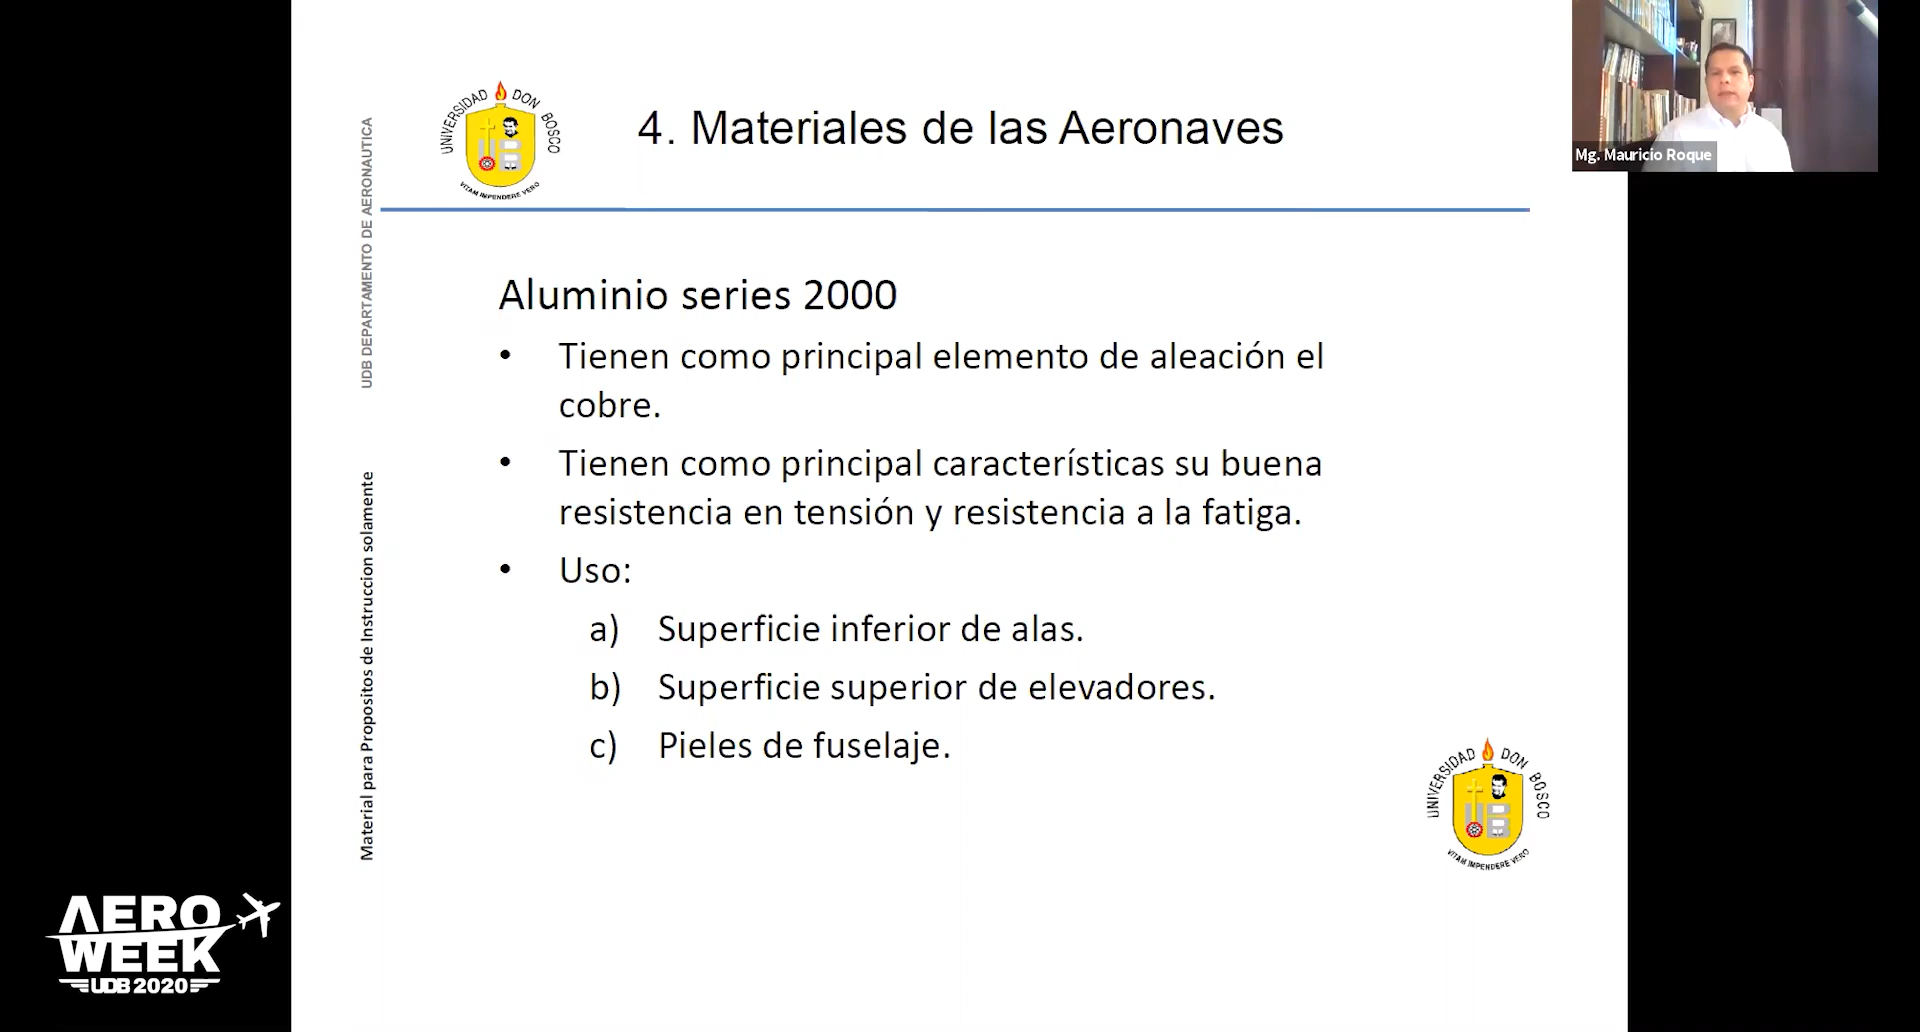 UNIVERSIDAD DON BOSCO
VITAM IMPENDERE VERO
4. Materiales de las Aeronaves
Mg. Mauricio Roque
UDB DEPARTAMENTO DE AERONAUTICA
Material para Propositos de Instruccion solamente
Aluminio series 2000
• Tienen como principal elemento de aleación el
cobre.
• Tienen como principal características su buena
resistencia en tensión y resistencia a la fatiga.
• Uso:
a) Superficie inferior de alas.
b) Superficie superior de elevadores.
c) Pieles de fuselaje.
UNIVERSIDAD DON BOSCO
VITAM IMPENDERE VERO
AERO
WEEK
UDB 2020